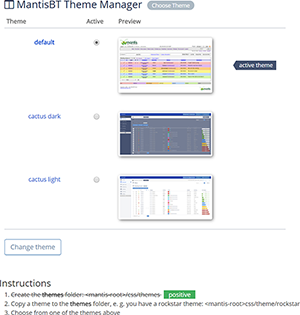 MantisBT Theme Manager Choose Theme
Theme Active Preview
default
active theme
cactus dark
cactus light
Change theme
Instructions
1. Create the themes folder: <mantis-root>/css/themes positive
2. Copy a theme to the themes folder, e. g. you have a rockstar theme: <mantis-root>css/theme/rockstar
3. Choose from one of the themes above